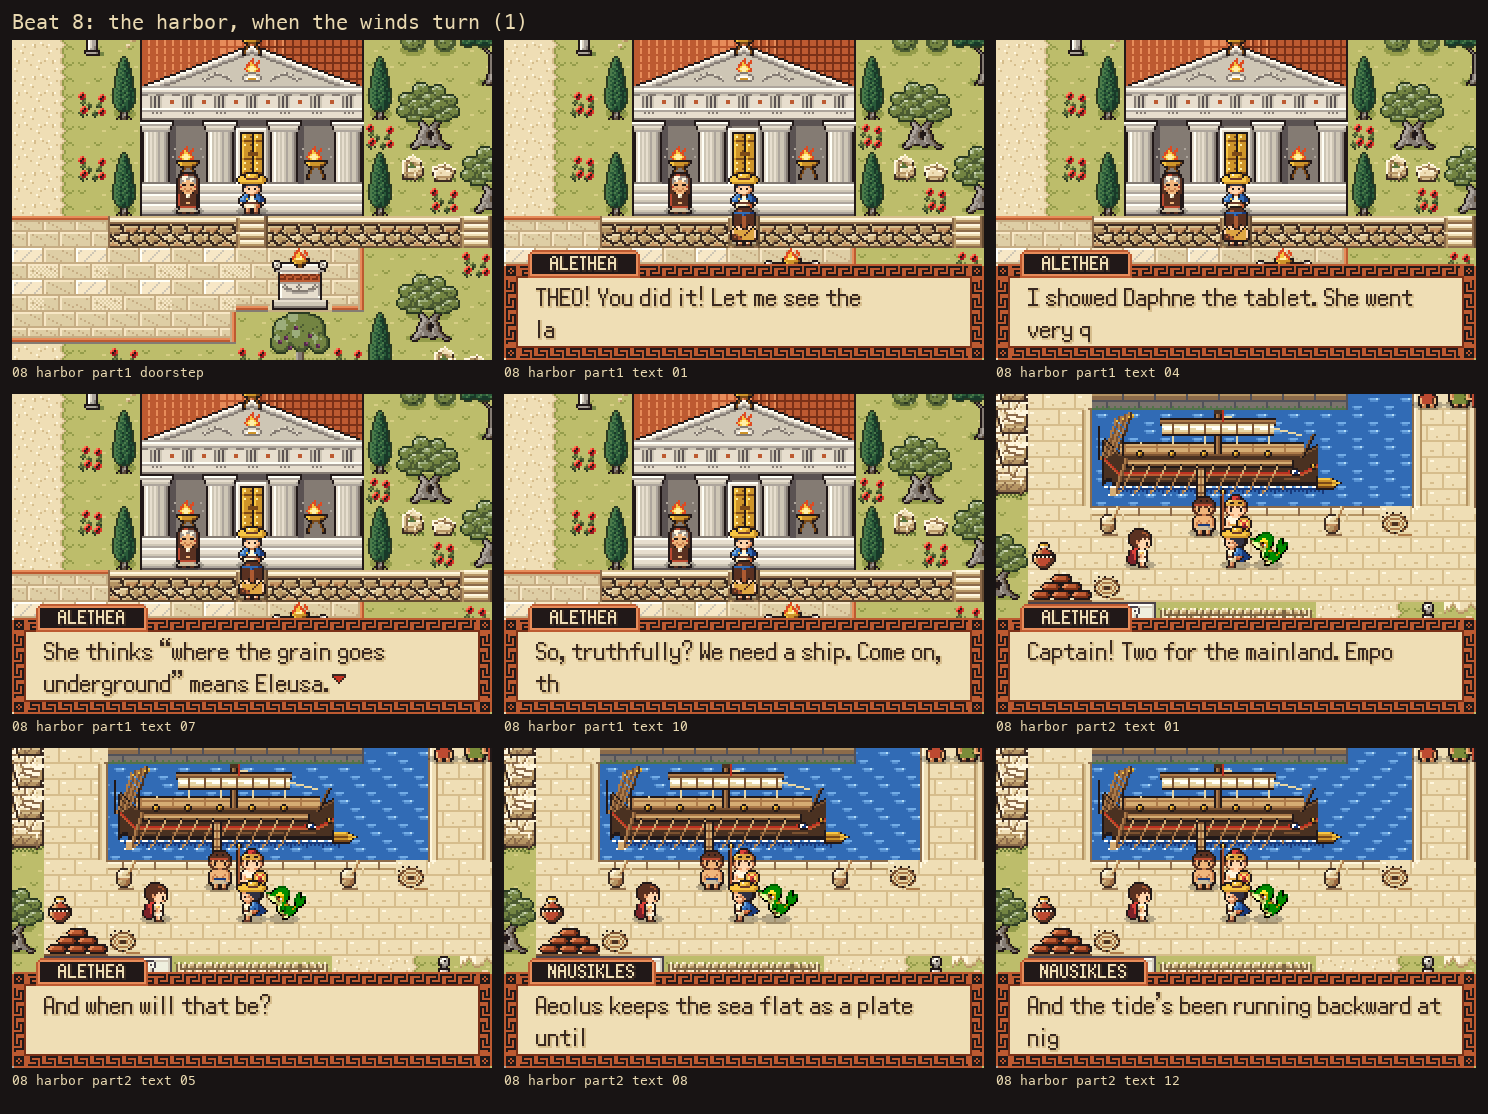 Beat 8: the harbor, when the winds turn (1)
08 harbor part1 doorstep
ALETHEA
THEO! You did it! Let me see the
la
08 harbor part1 text 01
ALETHEA
I showed Daphne the tablet. She went
very q
08 harbor part1 text 04
ALETHEA
She thinks “where the grain goes
underground” means Eleusa.
08 harbor part1 text 07
ALETHEA
So, truthfully? We need a ship. Come on,
th
08 harbor part1 text 10
ALETHEA
Captain! Two for the mainland. Empo
08 harbor part2 text 01
ALETHEA
And when will that be?
08 harbor part2 text 05
NAUSIKLES
Aeolus keeps the sea flat as a plate
until
08 harbor part2 text 08
NAUSIKLES
And the tide’s been running backward at
nig
08 harbor part2 text 12